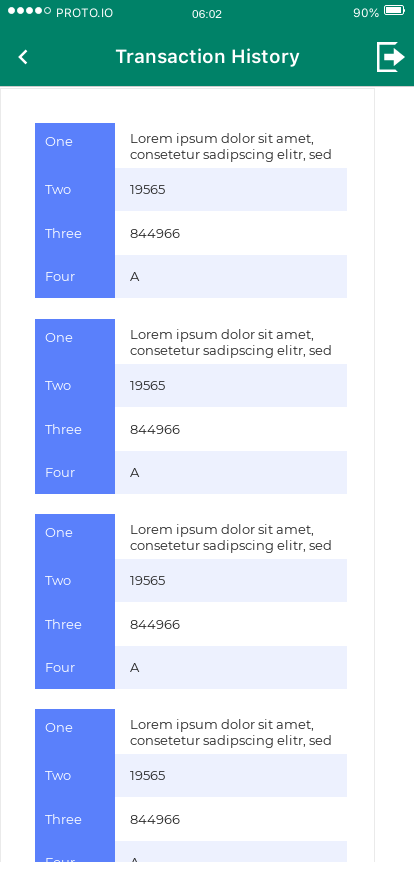 PROTO.IO 06:02 90%
Transaction History
One Lorem ipsum dolor sit amet,
consetetur sadipscing elitr, sed
Two 19565
Three 844966
Four A
One Lorem ipsum dolor sit amet,
consetetur sadipscing elitr, sed
Two 19565
Three 844966
Four A
One Lorem ipsum dolor sit amet,
consetetur sadipscing elitr, sed
Two 19565
Three 844966
Four A
One Lorem ipsum dolor sit amet,
consetetur sadipscing elitr, sed
Two 19565
Three 844966
Four A